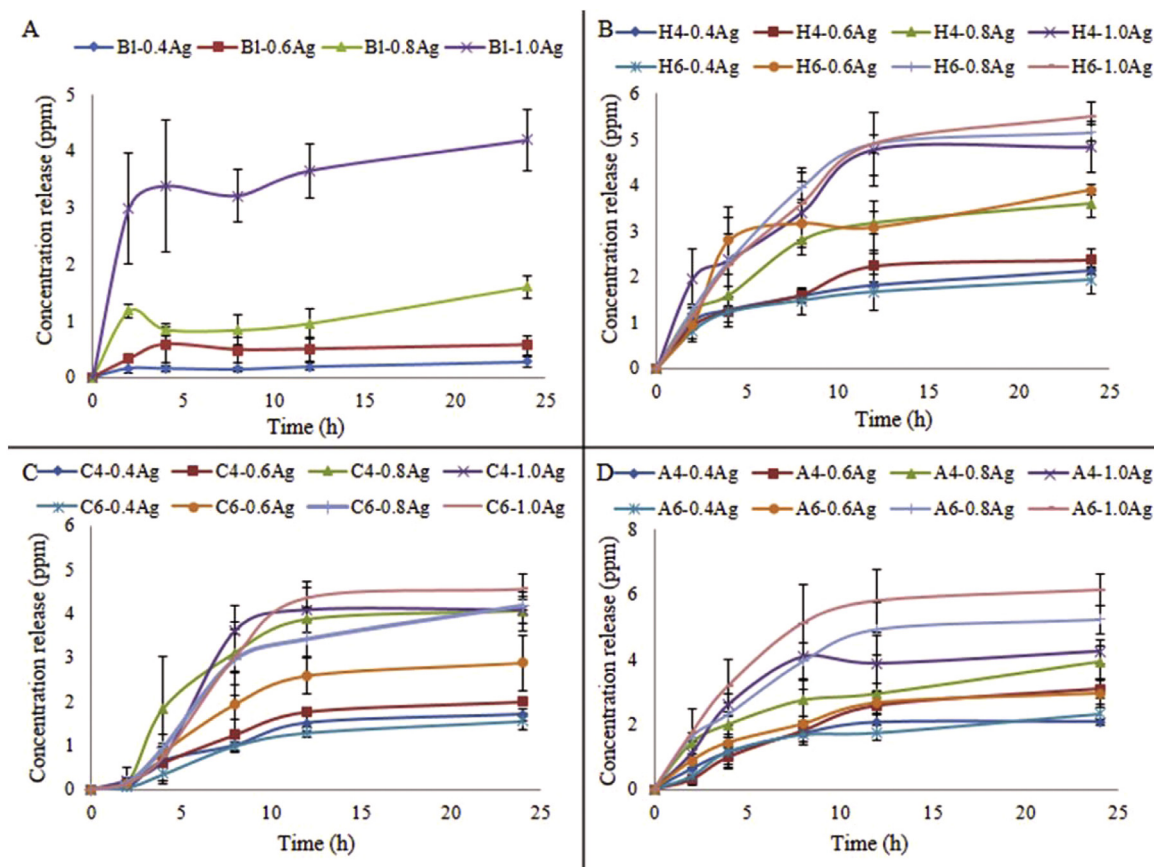 A
B1-0.4Ag B1-0.6Ag B1-0.8Ag B1-1.0Ag
Concentration release (ppm)
5
4
3
2
1
0
0 5 10 15 20 25
Time (h)
B
H4-0.4Ag H4-0.6Ag H4-0.8Ag H4-1.0Ag
H6-0.4Ag H6-0.6Ag H6-0.8Ag H6-1.0Ag
Concentration release (ppm)
6
5
4
3
2
1
0
0 5 10 15 20 25
Time (h)
C
C4-0.4Ag C4-0.6Ag C4-0.8Ag C4-1.0Ag
C6-0.4Ag C6-0.6Ag C6-0.8Ag C6-1.0Ag
Concentration release (ppm)
6
5
4
3
2
1
0
0 5 10 15 20 25
Time (h)
D
A4-0.4Ag A4-0.6Ag A4-0.8Ag A4-1.0Ag
A6-0.4Ag A6-0.6Ag A6-0.8Ag A6-1.0Ag
Concentration release (ppm)
8
6
4
2
0
0 5 10 15 20 25
Time (h)